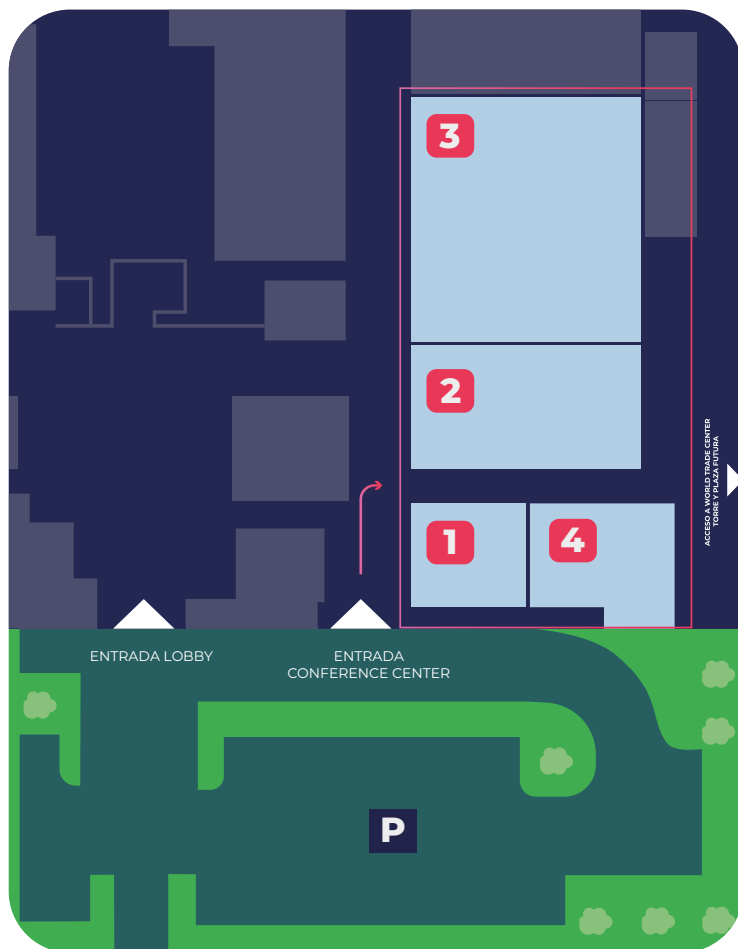 3
2
1
4
ACCESO A WORLD TRADE CENTER
TORRE Y PLAZA FUTURA
ENTRADA LOBBY
ENTRADA
CONFERENCE CENTER
P